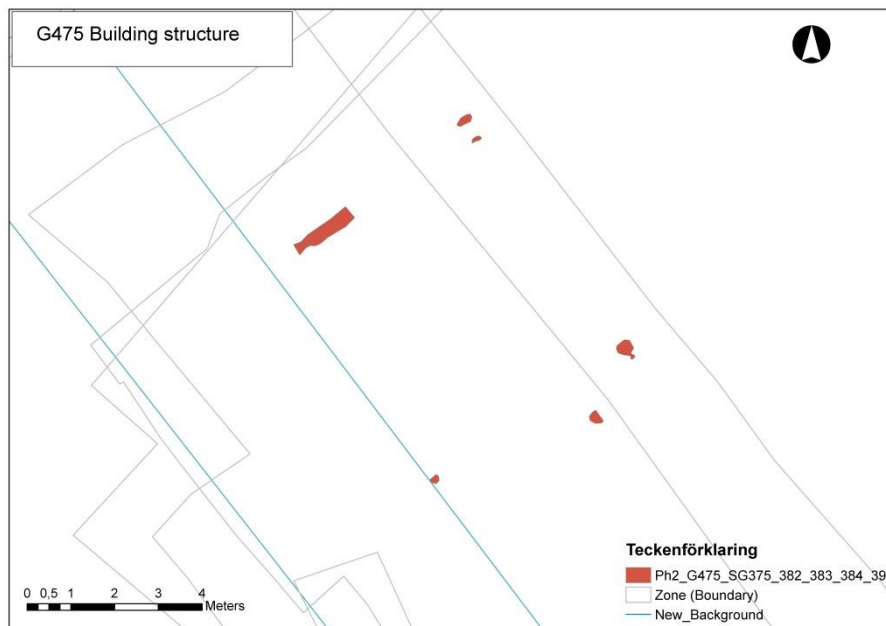 G475 Building structure
Teckenförklaring
Ph2_G475_SG375_382_383_384_39
Zone (Boundary)
New_Background
0 0,5 1 2 3 4
Meters